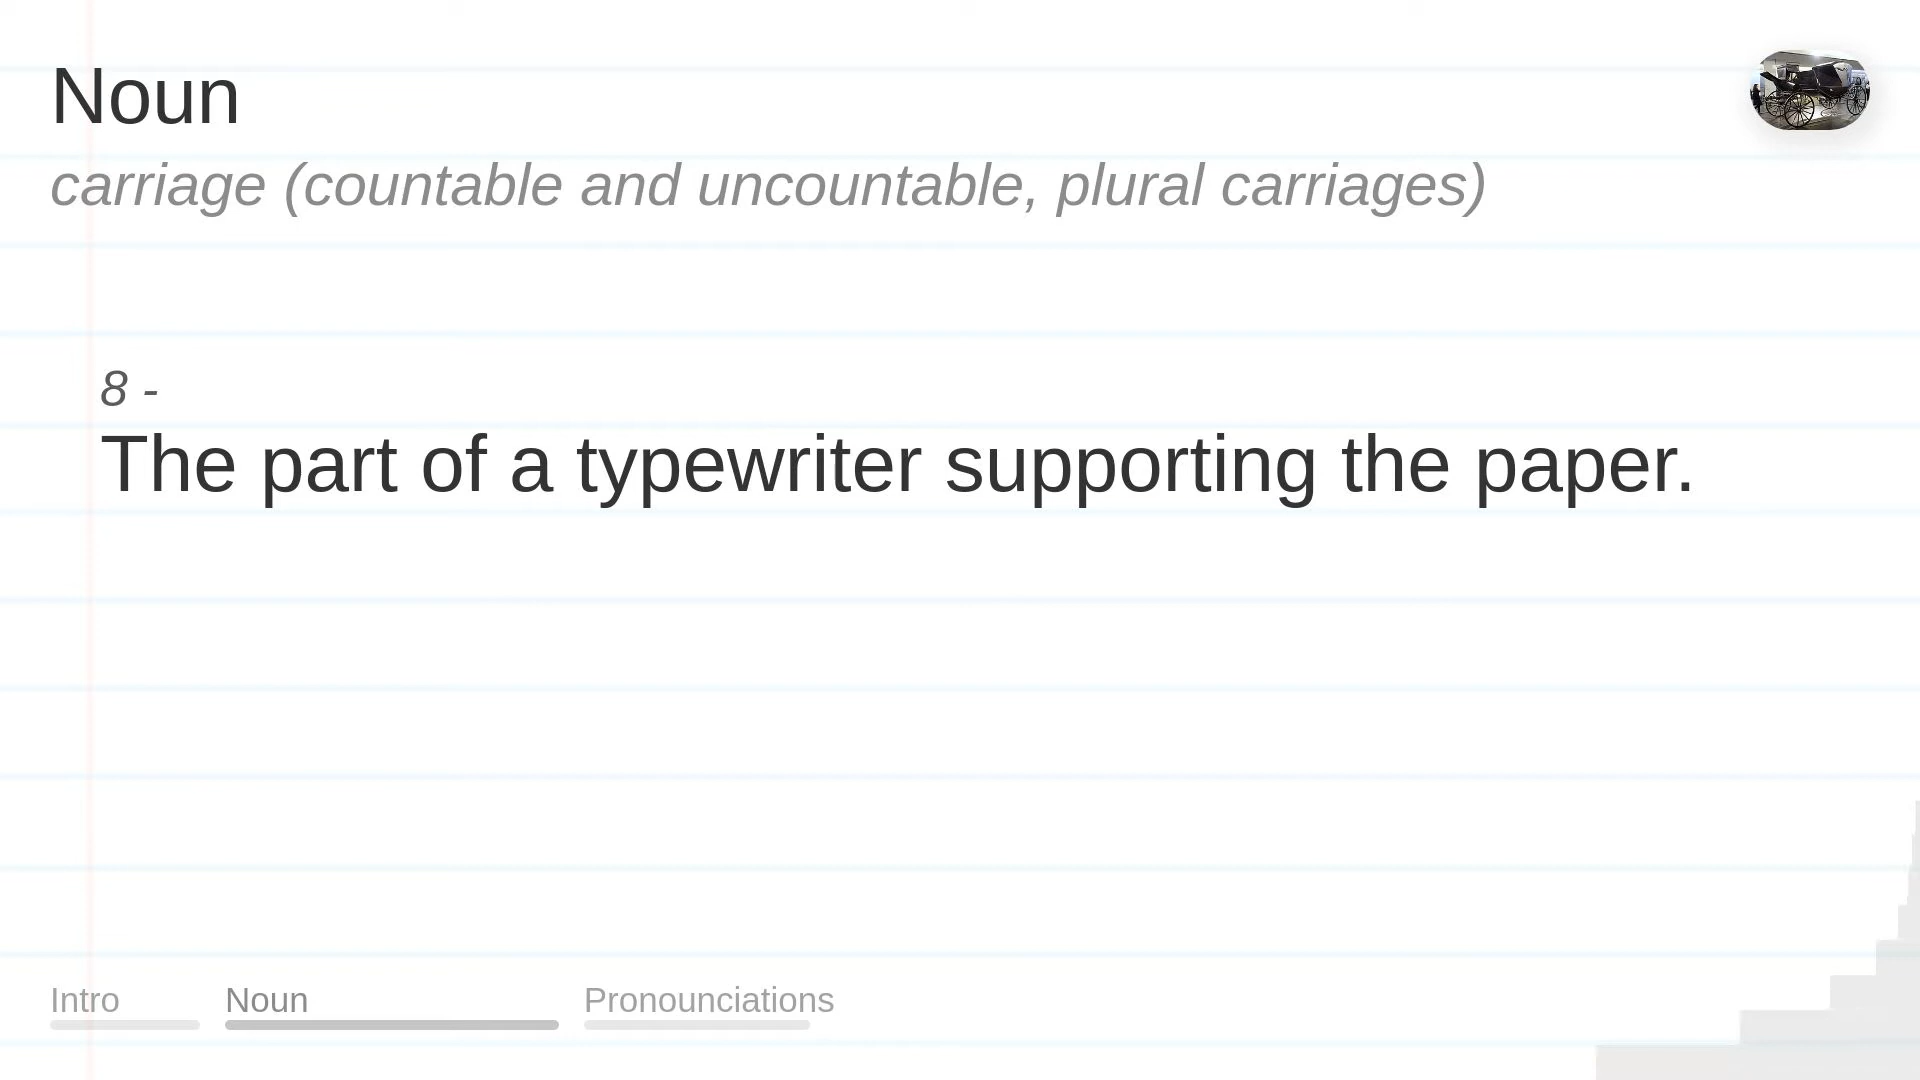 Noun
carriage (countable and uncountable, plural carriages)
8 -
The part of a typewriter supporting the paper.
Intro
Noun
Pronounciations